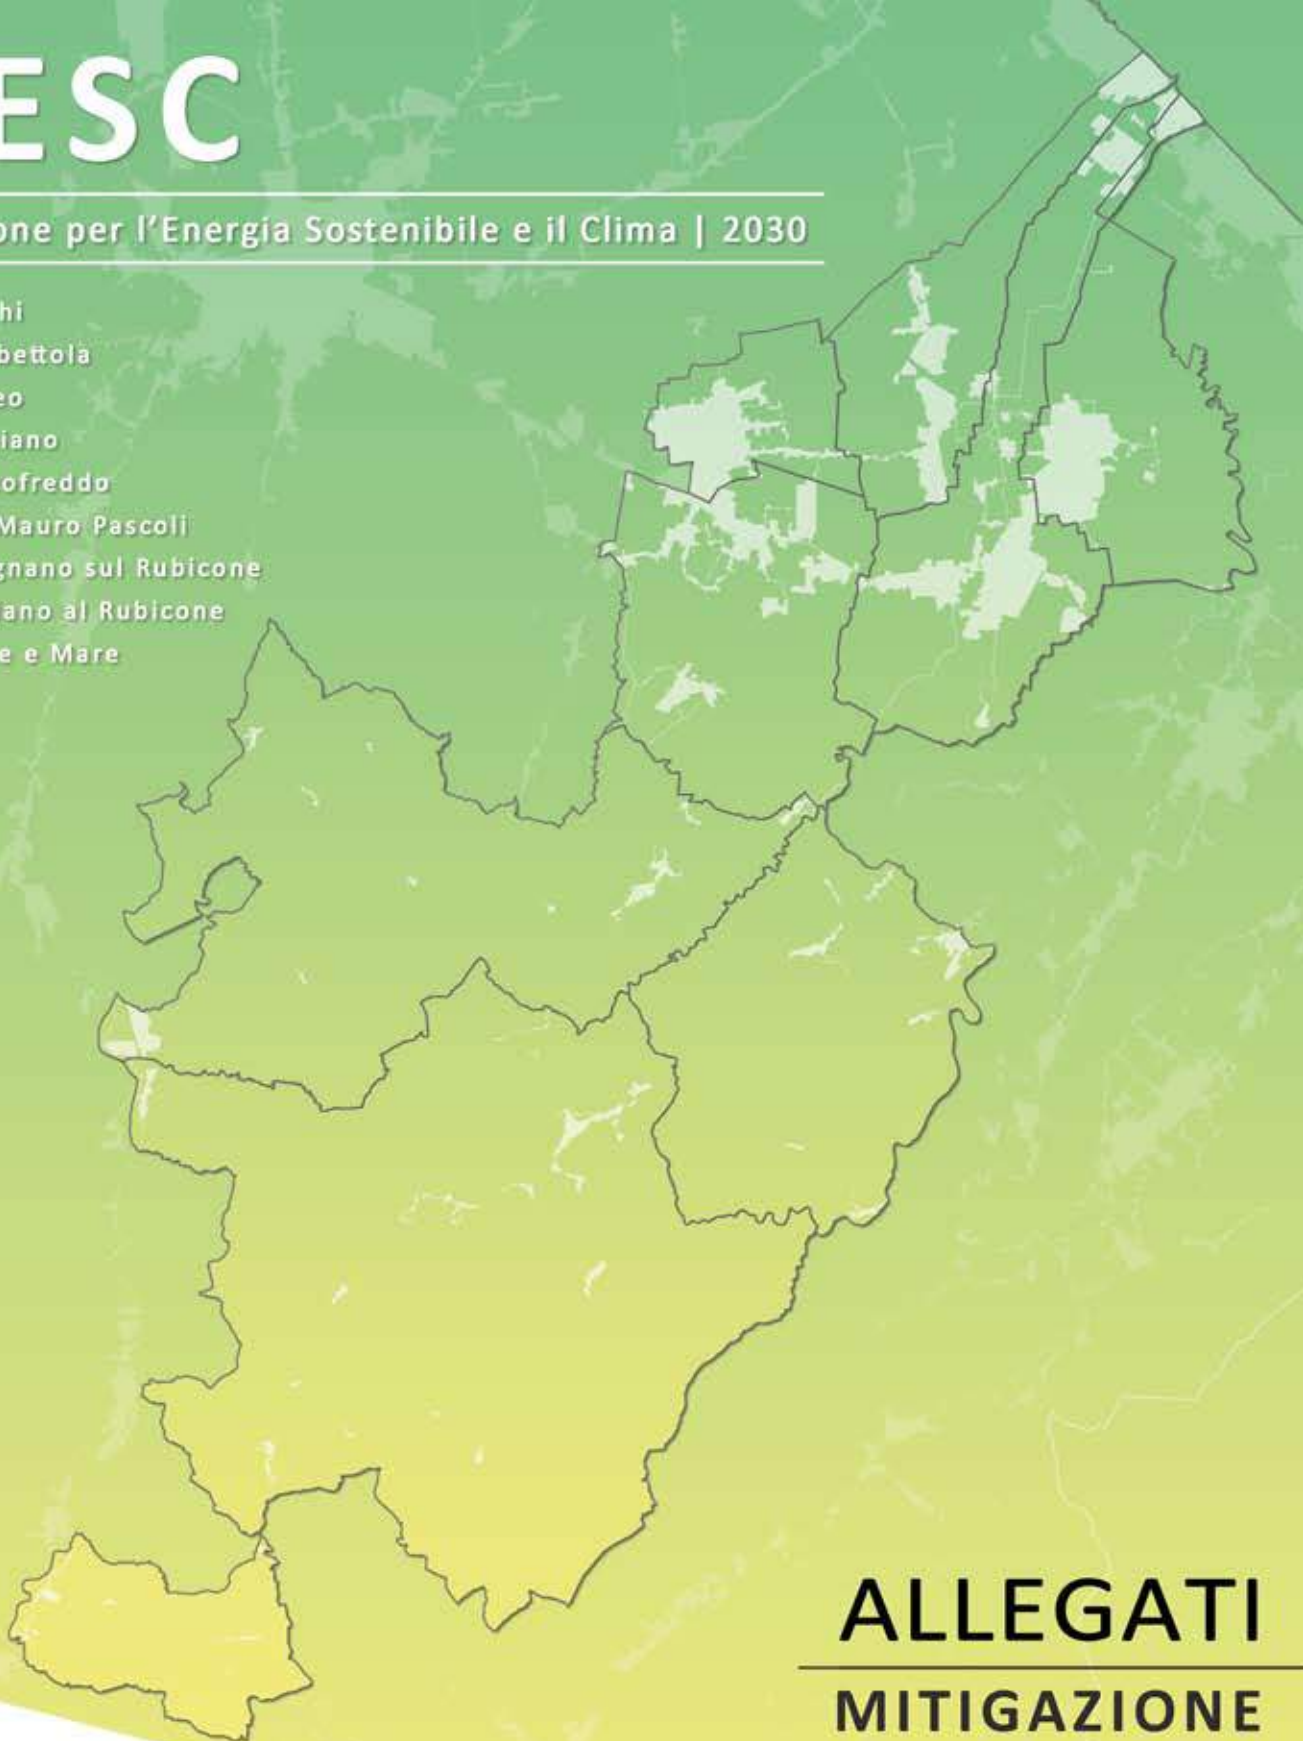 ESC
one per l'Energia Sostenibile e il Clima | 2030
hi
bettola
eo
iano
ofreddo
Mauro Pascoli
gnano sul Rubicone
ano al Rubicone
e e Mare
ALLEGATI
MITIGAZIONE